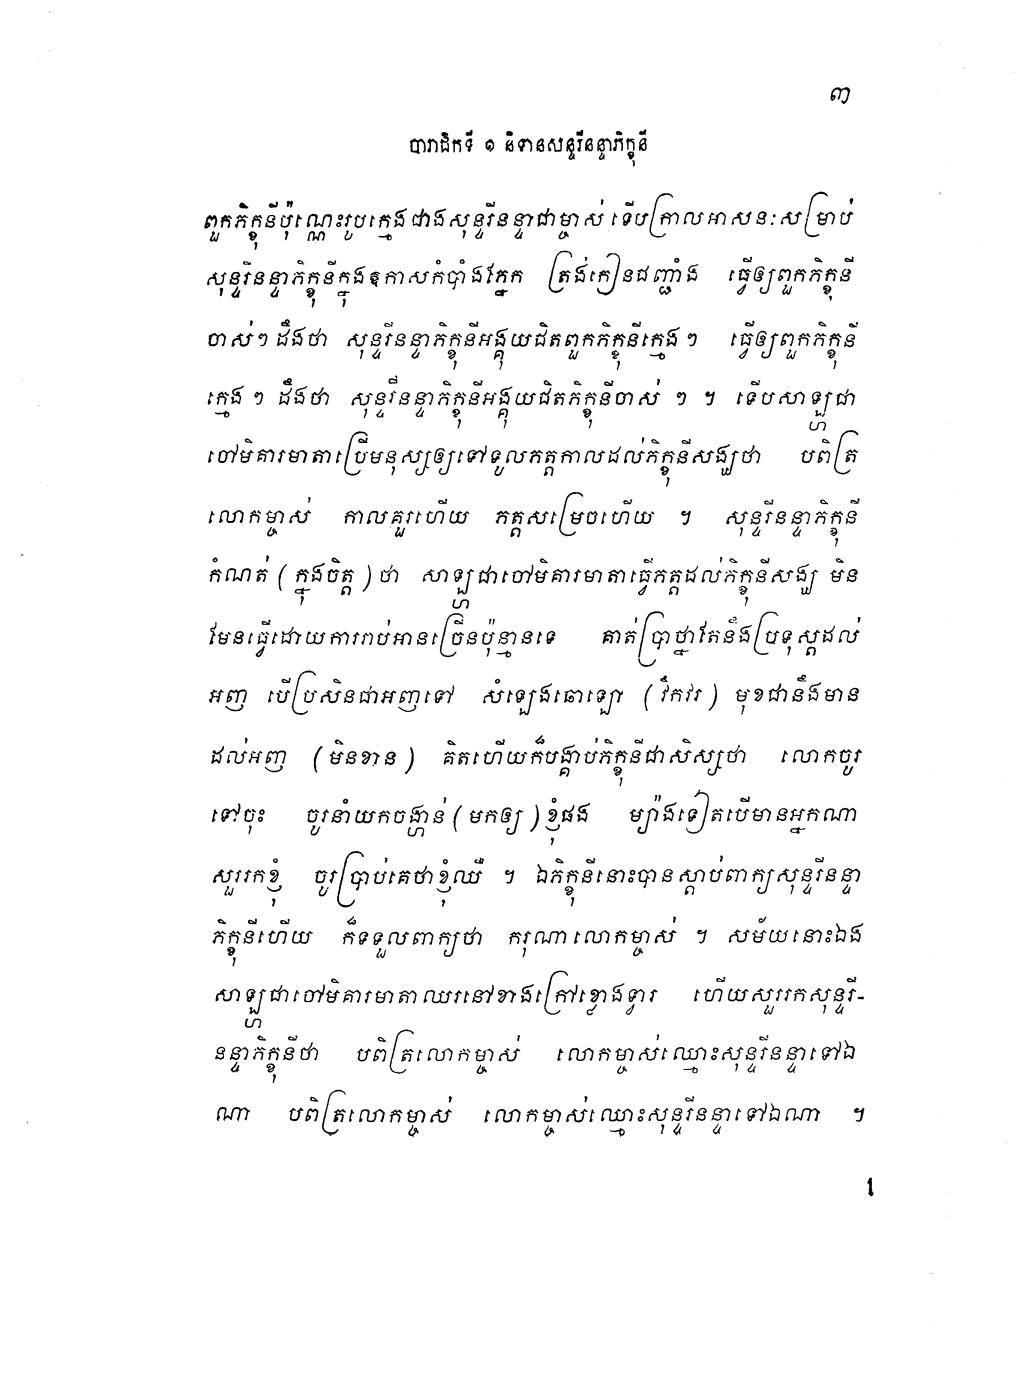 ៣
បារាជិកទី ១ និទានសុន្ទរីនន្ទាភិក្ខុនី
ពួកភិក្ខុនីប៉ុណ្ណេះរូបក្មេងជាងសុន្ទរីនន្ទាជាម្ចាស់ ទើបក្រាលអាសនៈសម្រាប់
សុន្ទរីនន្ទាភិក្ខុនីក្នុងឱកាសកំបាំងភ្នែក ត្រង់កៀនជញ្ជាំង ធ្វើឲ្យពួកភិក្ខុនី
ចាស់ៗ ដឹងថា សុន្ទរីនន្ទាភិក្ខុនីអង្គុយជិតពួកភិក្ខុនីក្មេងៗ ធ្វើឲ្យពួកភិក្ខុនី
ក្មេង ៗ ដឹងថា សុន្ទរីនន្ទាភិក្ខុនីអង្គុយជិតភិក្ខុនីចាស់ ៗ ។ ទើបសាឡ្ហជា
ចៅមិគារមាតាប្រើមនុស្សឲ្យទៅទូលភត្តកាលដល់ភិក្ខុនីសង្ឃថា បពិត្រ
លោកម្ចាស់ កាលគួរហើយ ភត្តសម្រេចហើយ ។ សុន្ទរីនន្ទាភិក្ខុនី
កំណត់ ( ក្នុងចិត្ត ) ថា សាឡ្ហជាចៅមិគារមាតាធ្វើភត្តដល់ភិក្ខុនីសង្ឃ មិន
មែនធ្វើដោយការរាប់អានច្រើនប៉ុន្មានទេ គាត់ប្រាថ្នាតែនឹងប្រទុស្តដល់
អញ បើប្រសិនជាអញទៅ សំឡេងឆោឡោ (វឹកវរ ) មុខជានឹងមាន
ដល់អញ (មិនខាន ) គិតហើយក៏បង្គាប់ភិក្ខុនីជាសិស្សថា លោកចូរ
ទៅចុះ ចូរនាំយកចង្ហាន់ ( មកឲ្យ ) ខ្ញុំផង ម្យ៉ាងទៀតបើមានអ្នកណា
សួររកខ្ញុំ ចូរប្រាប់គេថាខ្ញុំឈឺ ។ ឯភិក្ខុនីនោះបានស្តាប់ពាក្យសុន្ទរីនន្ទា
ភិក្ខុនីហើយ ក៏ទទួលពាក្យថា ករុណាលោកម្ចាស់ ។ សម័យនោះឯង
សាឡ្ហជាចៅមិគារមាតាឈរនៅខាងក្រៅខ្លោងទ្វារ ហើយសួររកសុន្ទរី-
នន្ទាភិក្ខុនីថា បពិត្រលោកម្ចាស់ លោកម្ចាស់ឈ្មោះសុន្ទរីនន្ទាទៅឯ
ណា បពិត្រលោកម្ចាស់ លោកម្ចាស់ឈ្មោះសុន្ទរីនន្ទាទៅឯណា ។